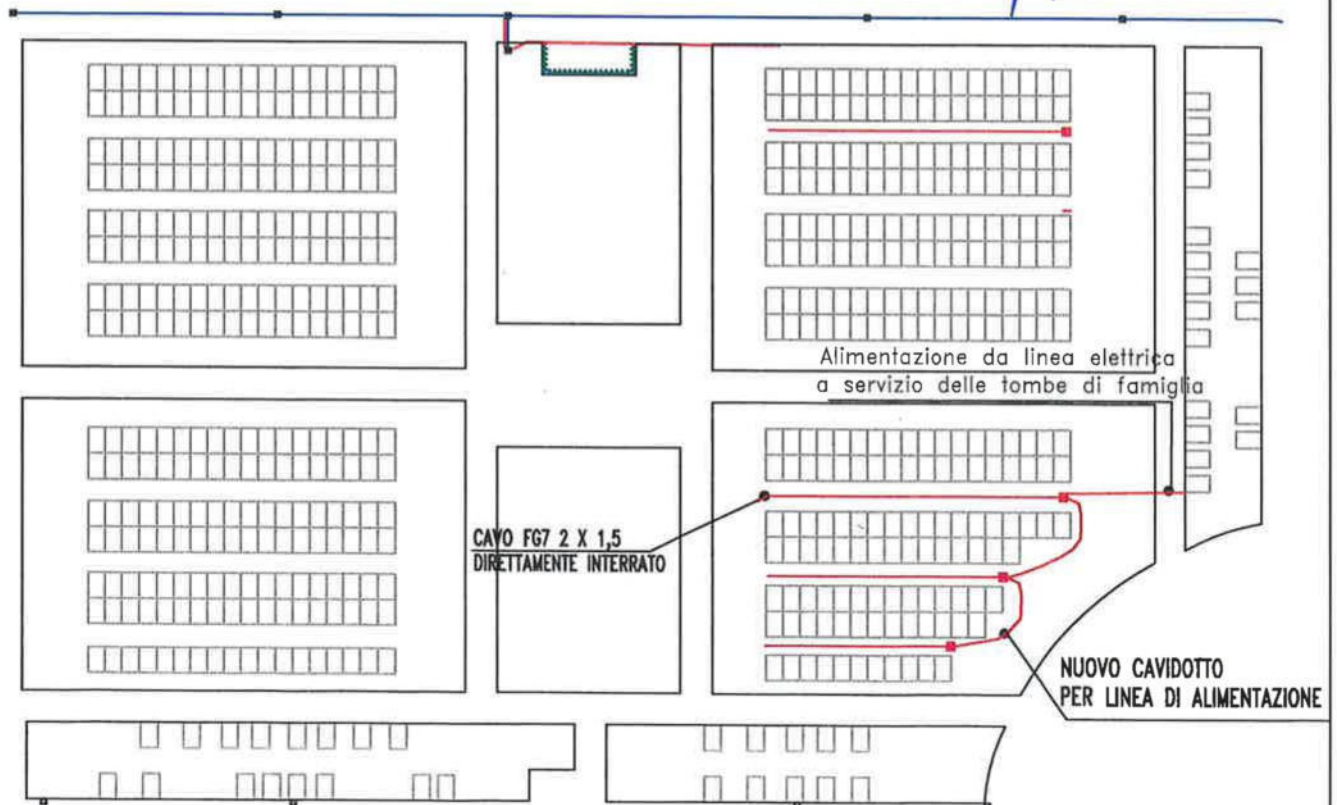 Alimentazione da linea elettrica
a servizio delle tombe di famiglia
CAVO FG7 2 X 1,5
DIRETTAMENTE INTERRATO
NUOVO CAVIDOTTO
PER LINEA DI ALIMENTAZIONE